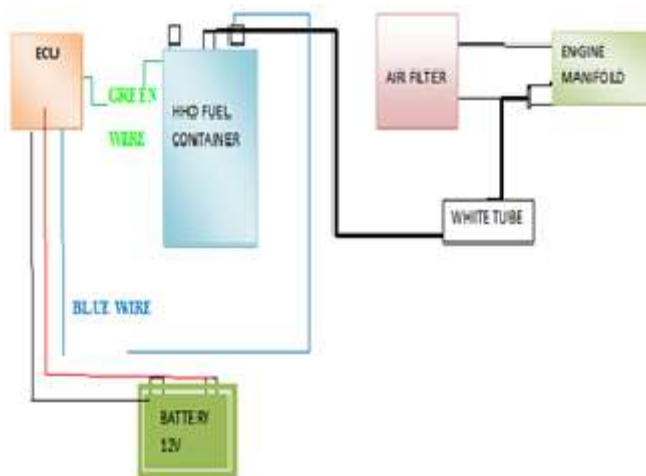 ECU
GREEN
WIRE
HHO FUEL
CONTAINER
AIR FILTER
ENGINE
MANIFOLD
WHITE TUBE
BLUE WIRE
BATTERY
12V